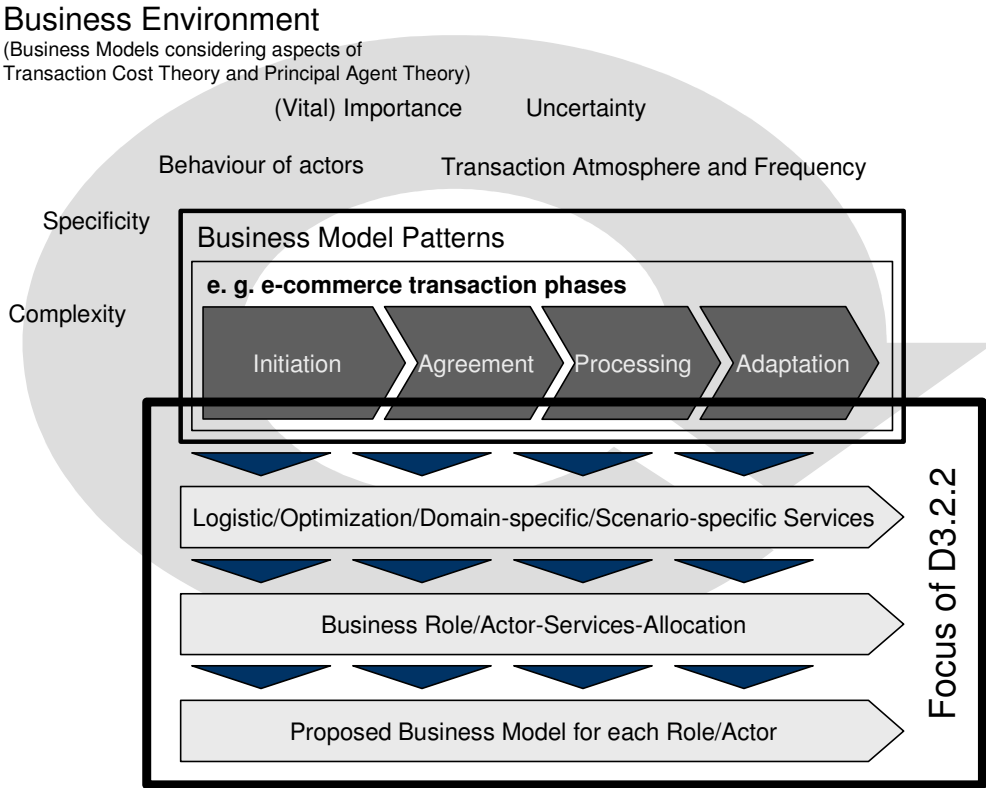 Business Environment
(Business Models considering aspects of
Transaction Cost Theory and Principal Agent Theory)
(Vital) Importance
Uncertainty
Behaviour of actors
Transaction Atmosphere and Frequency
Specificity
Complexity
Business Model Patterns
e. g. e-commerce transaction phases
Initiation
Agreement
Processing
Adaptation
Logistic/Optimization/Domain-specific/Scenario-specific Services
Business Role/Actor-Services-Allocation
Proposed Business Model for each Role/Actor
Focus of D3.2.2